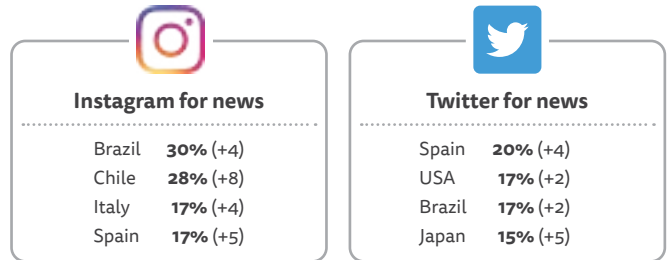 Instagram for news
Brazil 30% (+4)
Chile 28% (+8)
Italy 17% (+4)
Spain 17% (+5)
Twitter for news
Spain 20% (+4)
USA 17% (+2)
Brazil 17% (+2)
Japan 15% (+5)